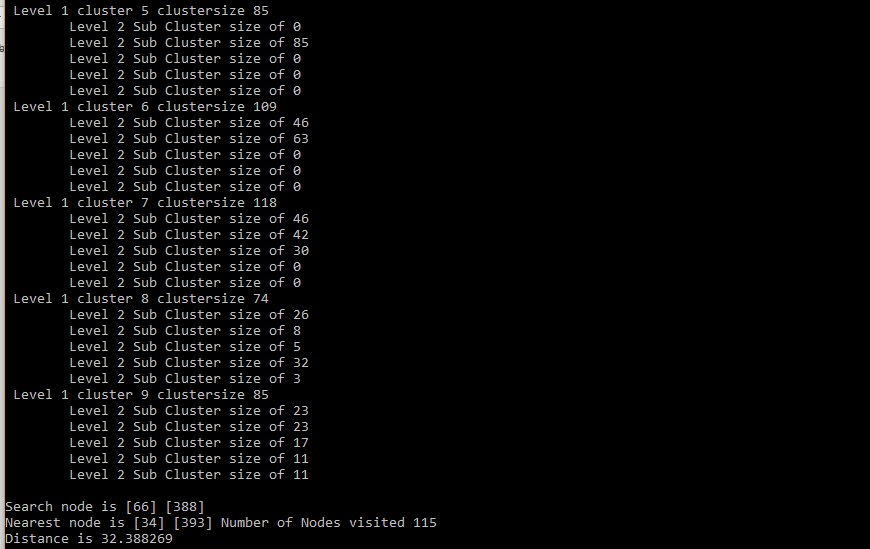 Level 1 cluster 5 clustersize 85
Level 2 Sub Cluster size of 0
Level 2 Sub Cluster size of 85
Level 2 Sub Cluster size of 0
Level 2 Sub Cluster size of 0
Level 2 Sub Cluster size of 0
Level 1 cluster 6 clustersize 109
Level 2 Sub Cluster size of 46
Level 2 Sub Cluster size of 63
Level 2 Sub Cluster size of 0
Level 2 Sub Cluster size of 0
Level 2 Sub Cluster size of 0
Level 1 cluster 7 clustersize 118
Level 2 Sub Cluster size of 46
Level 2 Sub Cluster size of 42
Level 2 Sub Cluster size of 30
Level 2 Sub Cluster size of 0
Level 2 Sub Cluster size of 0
Level 1 cluster 8 clustersize 74
Level 2 Sub Cluster size of 26
Level 2 Sub Cluster size of 8
Level 2 Sub Cluster size of 5
Level 2 Sub Cluster size of 32
Level 2 Sub Cluster size of 3
Level 1 cluster 9 clustersize 85
Level 2 Sub Cluster size of 23
Level 2 Sub Cluster size of 23
Level 2 Sub Cluster size of 17
Level 2 Sub Cluster size of 11
Level 2 Sub Cluster size of 11
Search node is [66] [388]
Nearest node is [34] [393] Number of Nodes visited 115
Distance is 32.388269